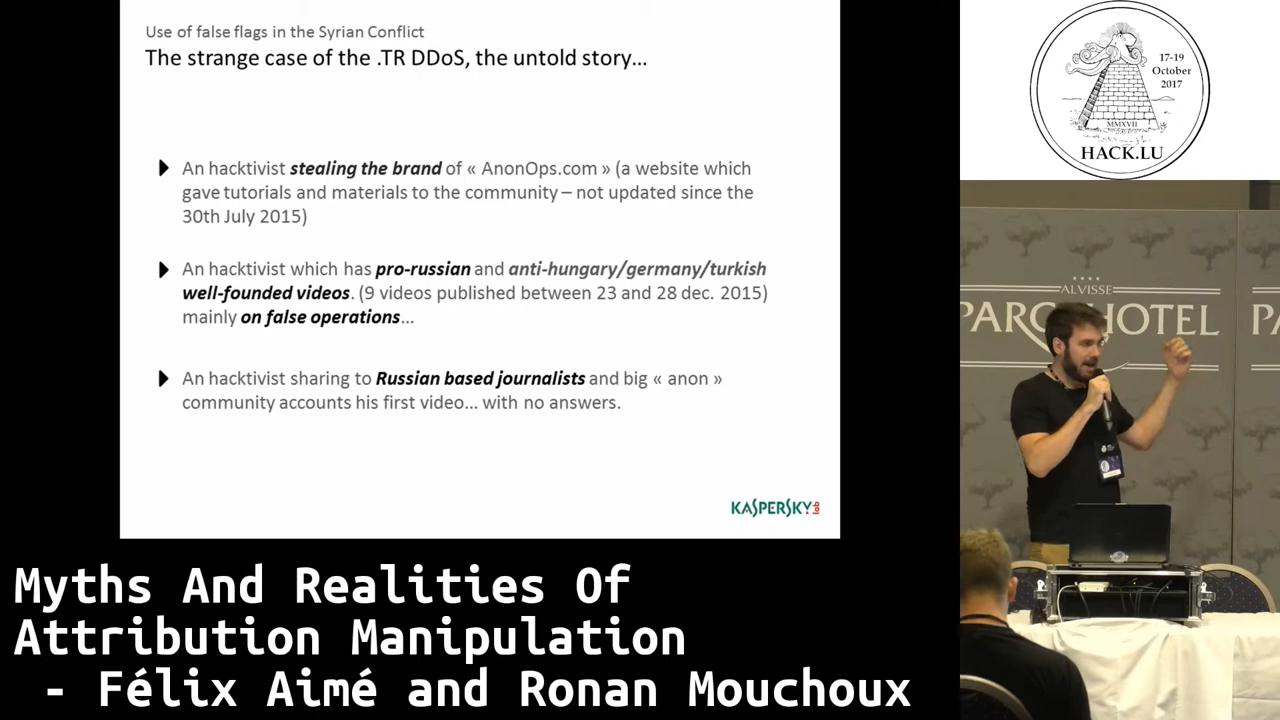 Use of false flags in the Syrian Conflict
The strange case of the .TR DDoS, the untold story...
An hacktivist stealing the brand of « AnonOps.com » (a website which
gave tutorials and materials to the community – not updated since the
30th July 2015)
An hacktivist which has pro-russian and anti-hungary/germany/turkish
well-founded videos. (9 videos published between 23 and 28 dec. 2015)
mainly on false operations...
An hacktivist sharing to Russian based journalists and big « anon »
community accounts his first video... with no answers.
KASPERSKY lab
17-19
October
2017
MMXVII
HACK.LU
ALVISSE
PARC HOTEL
PA
Myths And Realities Of
Attribution Manipulation
- Félix Aimé and Ronan Mouchoux